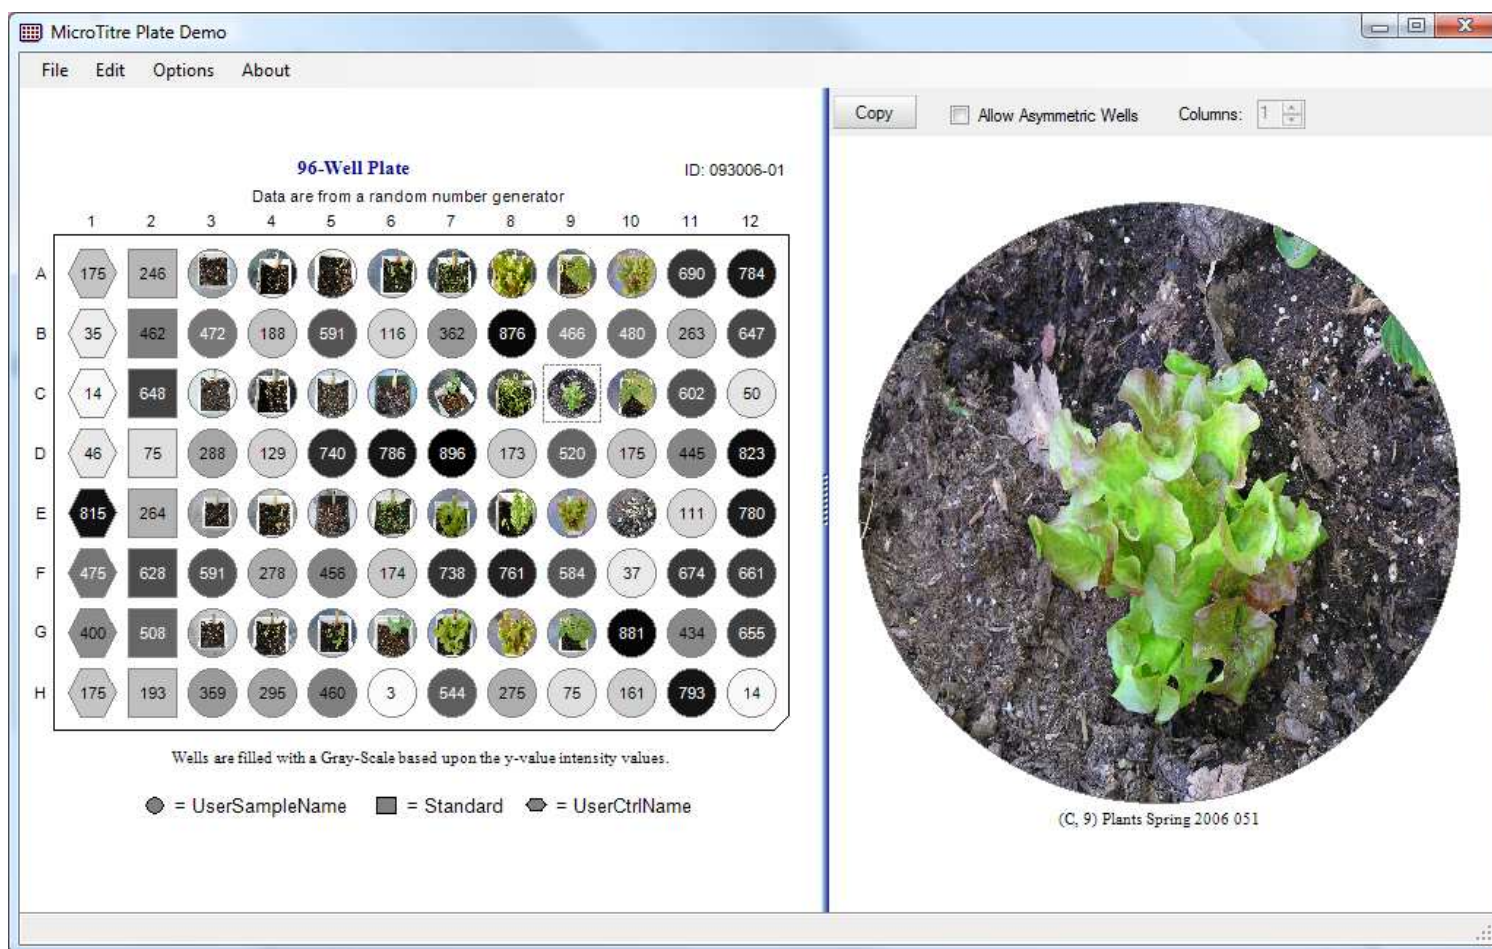 MicroTitre Plate Demo
File Edit Options About
Copy Allow Asymmetric Wells Columns: 1
96-Well Plate ID: 093006-01
Data are from a random number generator
1 2 3 4 5 6 7 8 9 10 11 12
A 175 246 690 784
B 35 462 472 188 591 116 362 876 466 480 263 647
C 14 648 602 50
D 46 75 288 129 740 786 896 173 520 175 445 823
E 815 264 111 780
F 475 628 591 278 456 174 738 761 584 37 674 661
G 400 508 881 434 655
H 175 193 359 295 460 3 544 275 75 161 793 14
Wells are filled with a Gray-Scale based upon the y-value intensity values.
= UserSampleName = Standard = UserCtrlName
(C, 9) Plants Spring 2006 051